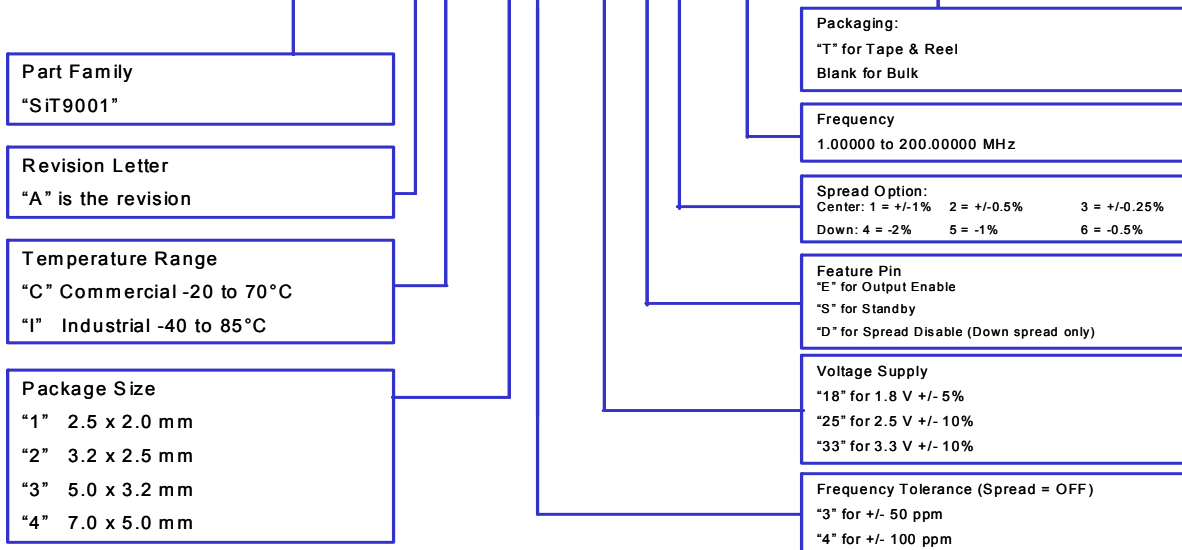 Part Family
“SiT9001”
Revision Letter
“A” is the revision
Temperature Range
“C” Commercial -20 to 70°C
“I” Industrial -40 to 85°C
Package Size
“1” 2.5 x 2.0 mm
“2” 3.2 x 2.5 mm
“3” 5.0 x 3.2 mm
“4” 7.0 x 5.0 mm
Packaging:
“T” for Tape & Reel
Blank for Bulk
Frequency
1.00000 to 200.00000 MHz
Spread Option:
Center: 1 = +/-1% 2 = +/-0.5% 3 = +/-0.25%
Down: 4 = -2% 5 = -1% 6 = -0.5%
Feature Pin
“E” for Output Enable
“S” for Standby
“D” for Spread Disable (Down spread only)
Voltage Supply
“18” for 1.8 V +/- 5%
“25” for 2.5 V +/- 10%
“33” for 3.3 V +/- 10%
Frequency Tolerance (Spread = OFF)
“3” for +/- 50 ppm
“4” for +/- 100 ppm